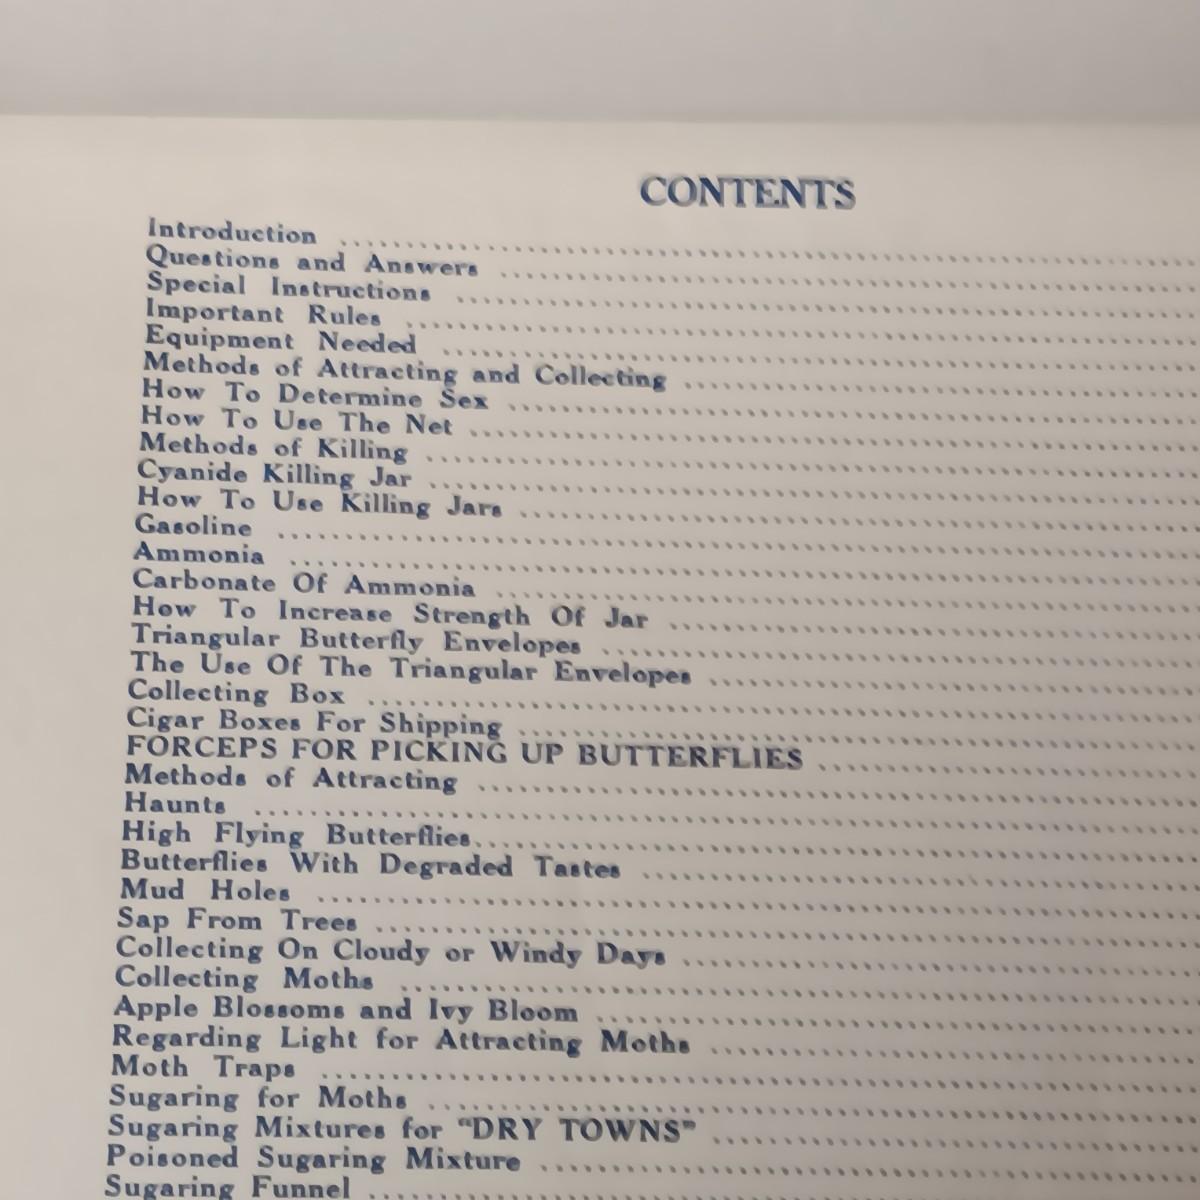 CONTENTS
Introduction ........................
Questions and Answers ........................
Special Instructions ........................
Important Rules ........................
Equipment Needed ........................
Methods of Attracting and Collecting ........................
How To Determine Sex ........................
How To Use The Net ........................
Methods of Killing ........................
Cyanide Killing Jar ........................
How To Use Killing Jars ........................
Gasoline ........................
Ammonia ........................
Carbonate Of Ammonia ........................
How To Increase Strength Of Jar ........................
Triangular Butterfly Envelopes ........................
The Use Of The Triangular Envelopes ........................
Collecting Box ........................
Cigar Boxes For Shipping ........................
FORCEPS FOR PICKING UP BUTTERFLIES ........................
Methods of Attracting ........................
Haunts ........................
High Flying Butterflies ........................
Butterflies With Degraded Tastes ........................
Mud Holes ........................
Sap From Trees ........................
Collecting On Cloudy or Windy Days ........................
Collecting Moths ........................
Apple Blossoms and Ivy Bloom ........................
Regarding Light for Attracting Moths ........................
Moth Traps ........................
Sugaring for Moths ........................
Sugaring Mixtures for "DRY TOWNS" ........................
Poisoned Sugaring Mixture ........................
Sugaring Funnel ........................